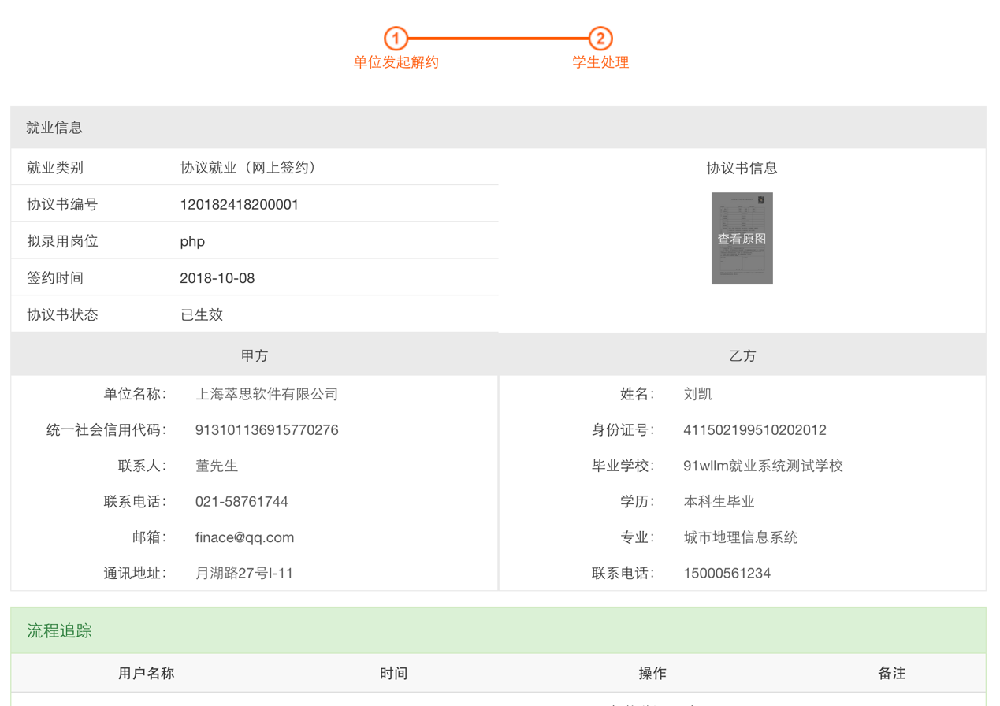 1 2
单位发起解约 学生处理
就业信息
就业类别 协议就业（网上签约） 协议书信息
协议书编号 120182418200001
查看原图
拟录用岗位 php
签约时间 2018-10-08
协议书状态 已生效
甲方 乙方
单位名称： 上海萃思软件有限公司 姓名： 刘凯
统一社会信用代码： 913101136915770276 身份证号： 411502199510202012
联系人： 董先生 毕业学校： 91wllm就业系统测试学校
联系电话： 021-58761744 学历： 本科生毕业
邮箱： finace@qq.com 专业： 城市地理信息系统
通讯地址： 月湖路27号I-11 联系电话： 15000561234
流程追踪
用户名称 时间 操作 备注